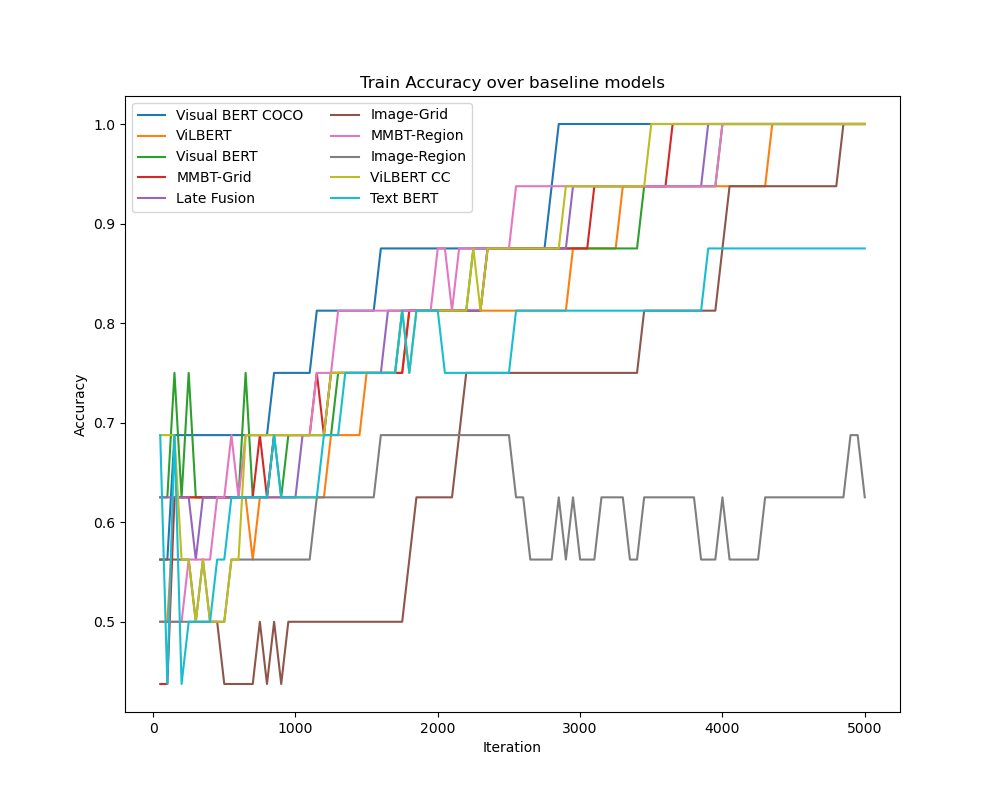 Train Accuracy over baseline models
Visual BERT COCO
ViLBERT
Visual BERT
MMBT-Grid
Late Fusion
Image-Grid
MMBT-Region
Image-Region
ViLBERT CC
Text BERT
1.0
0.9
0.8
0.7
0.6
0.5
Accuracy
0
1000
2000
3000
4000
5000
Iteration